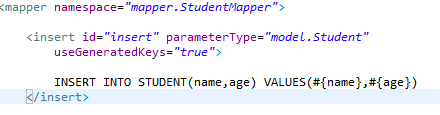 <mapper namespace="mapper.StudentMapper">
<insert id="insert" parameterType="model.Student"
useGeneratedKeys="true">
INSERT INTO STUDENT(name,age) VALUES(#{name},#{age})
</insert>